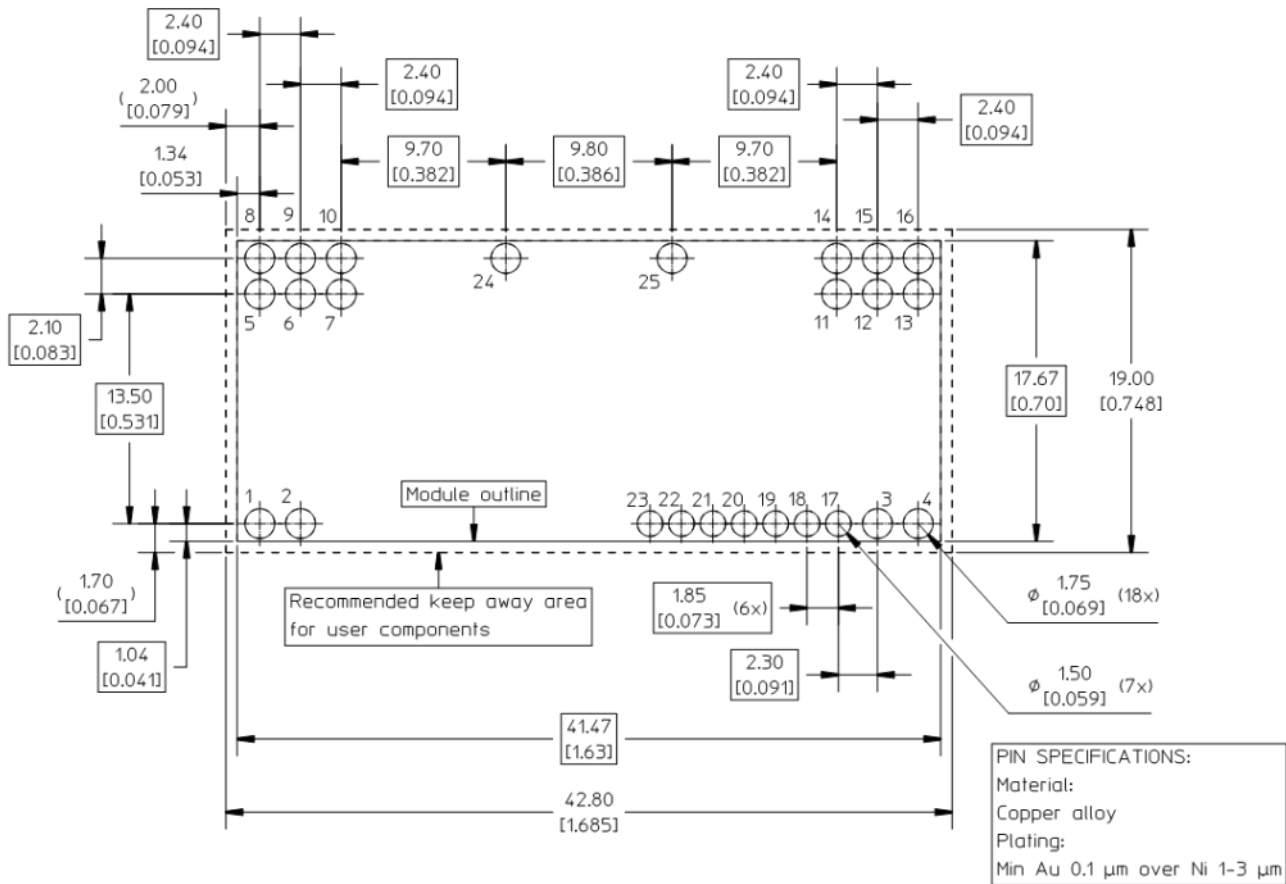 2.40
[0.094]
2.00
( [0.079] )
2.40
[0.094]
2.40
[0.094]
2.40
[0.094]
1.34
[0.053]
9.70
[0.382]
9.80
[0.386]
9.70
[0.382]
8 9 10 14 15 16
24 25
5 6 7 11 12 13
2.10
[0.083]
13.50
[0.531]
17.67
[0.70]
19.00
[0.748]
Module outline
1 2 23 22 21 20 19 18 17 3 4
1.70
( [0.067] )
Recommended keep away area
for user components
1.85
[0.073] (6x)
ø 1.75
[0.069] (18x)
1.04
[0.041]
2.30
[0.091]
ø 1.50
[0.059] (7x)
41.47
[1.63]
42.80
[1.685]
PIN SPECIFICATIONS:
Material:
Copper alloy
Plating:
Min Au 0.1 µm over Ni 1-3 µm